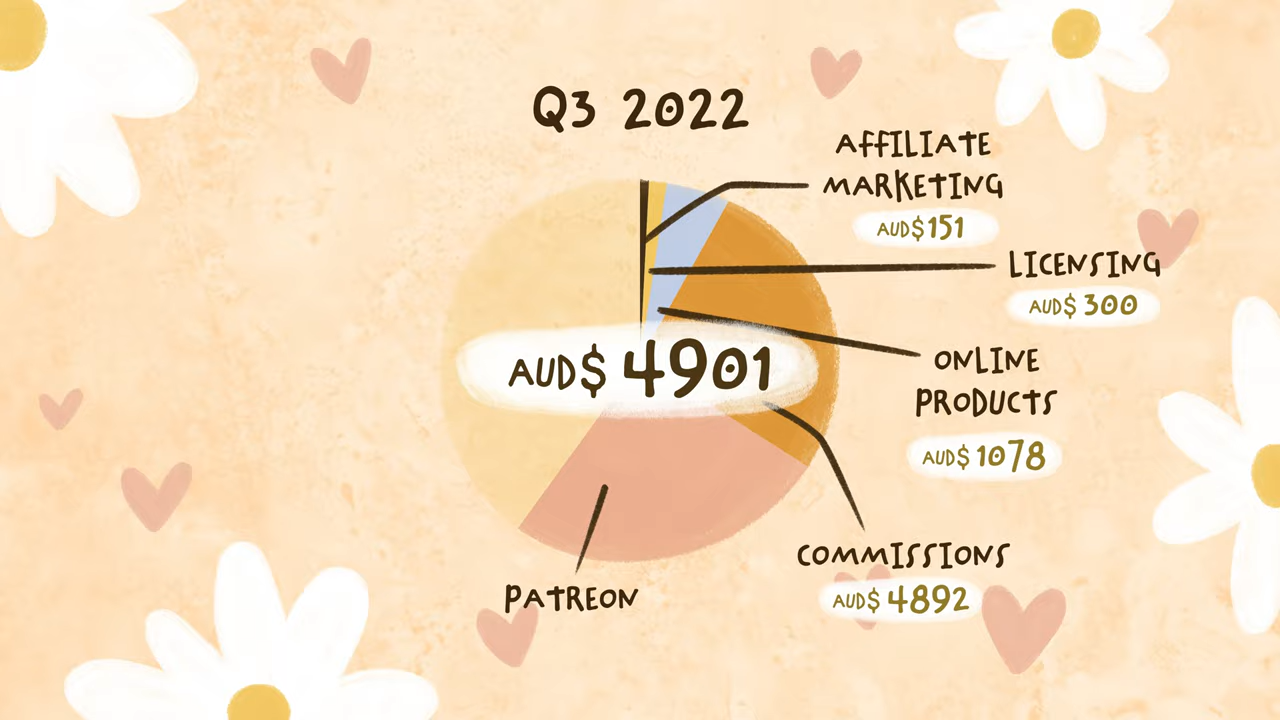 Q3 2022
AFFILIATE
MARKETING
AUD$151
LICENSING
AUD$ 300
AUD$ 4901
ONLINE
PRODUCTS
AUD$ 1078
COMMISSIONS
AUD$ 4892
PATREON